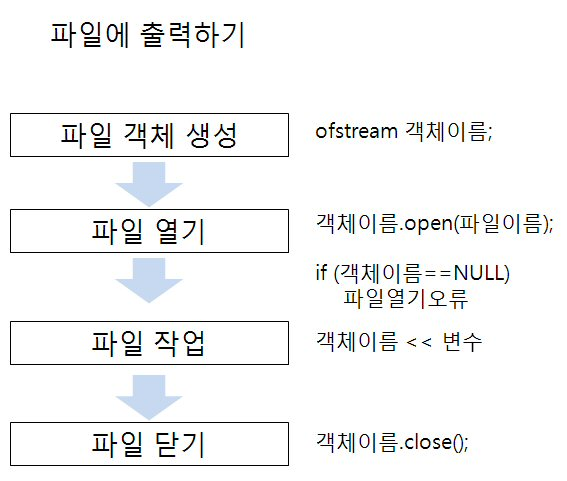 파일에 출력하기
파일 객체 생성
ofstream 객체이름;
파일 열기
객체이름.open(파일이름);
if (객체이름==NULL)
파일열기오류
파일 작업
객체이름 << 변수
파일 닫기
객체이름.close();